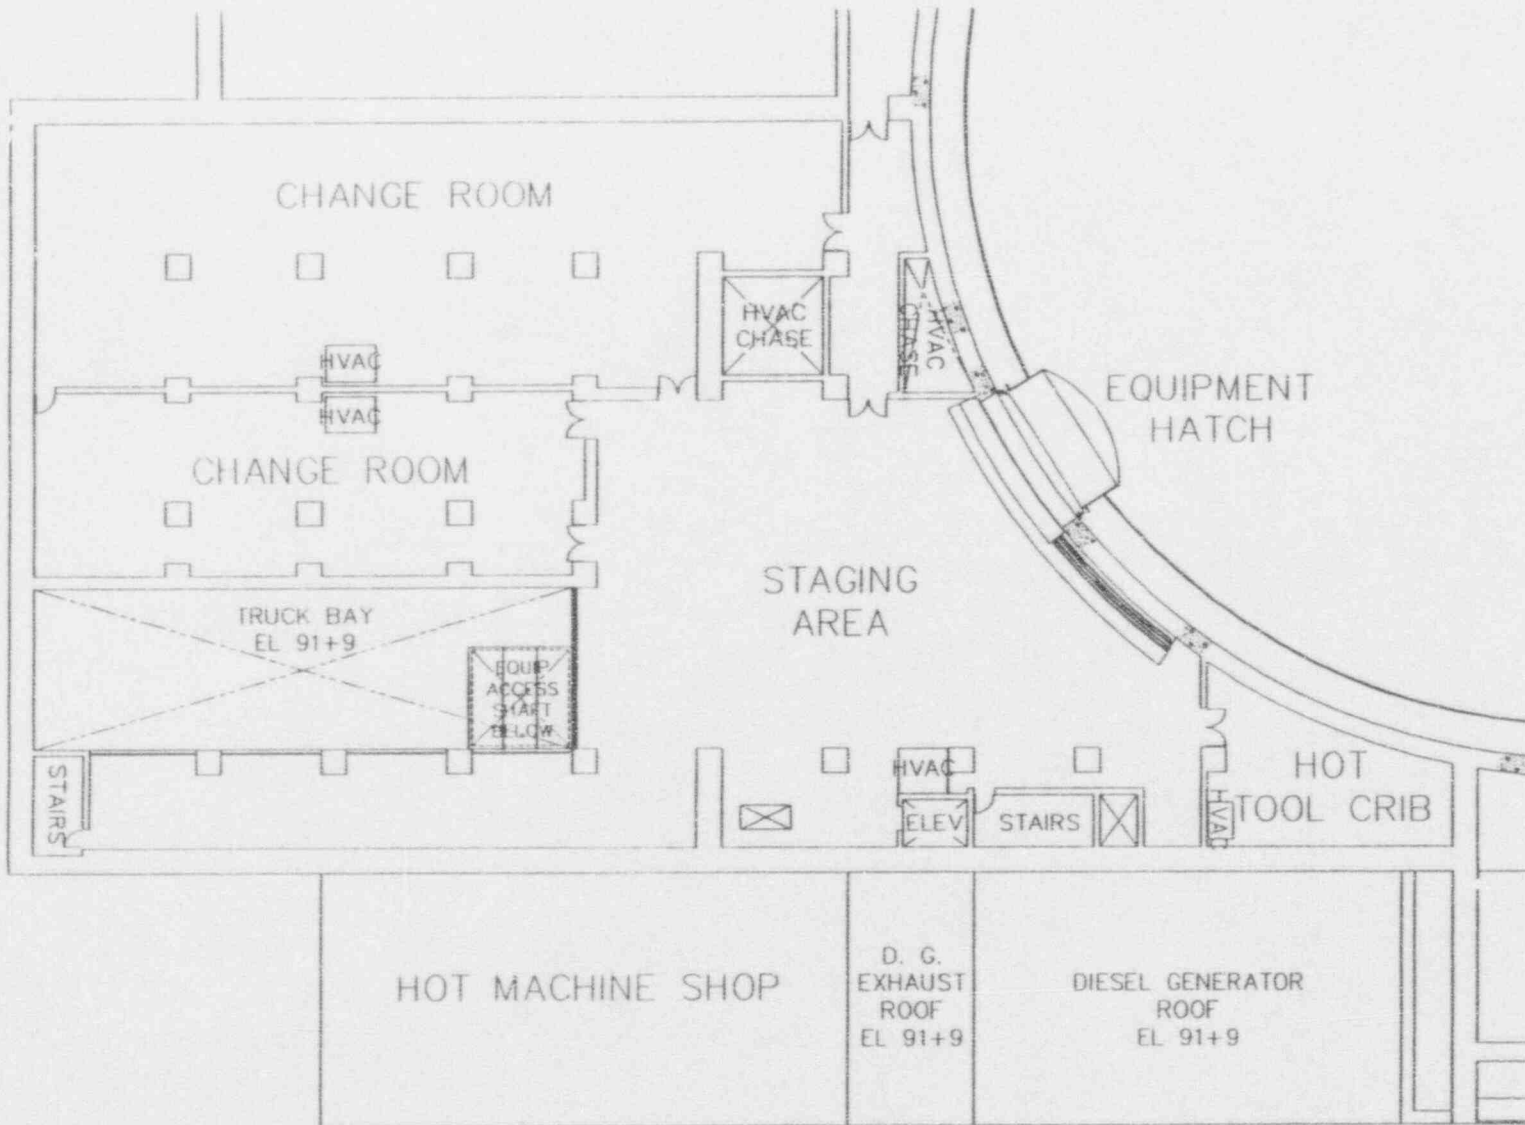 CHANGE ROOM
HVAC
CHASE
HVAC
CHASE
HVAC
HVAC
EQUIPMENT
HATCH
CHANGE ROOM
STAGING
AREA
TRUCK BAY
EL 91+9
EQUIP
ACCESS
SHAFT
BELOW
STAIRS
HVAC
ELEV
STAIRS
HVAC
HOT
TOOL CRIB
HOT MACHINE SHOP
D. G.
EXHAUST
ROOF
EL 91+9
DIESEL GENERATOR
ROOF
EL 91+9